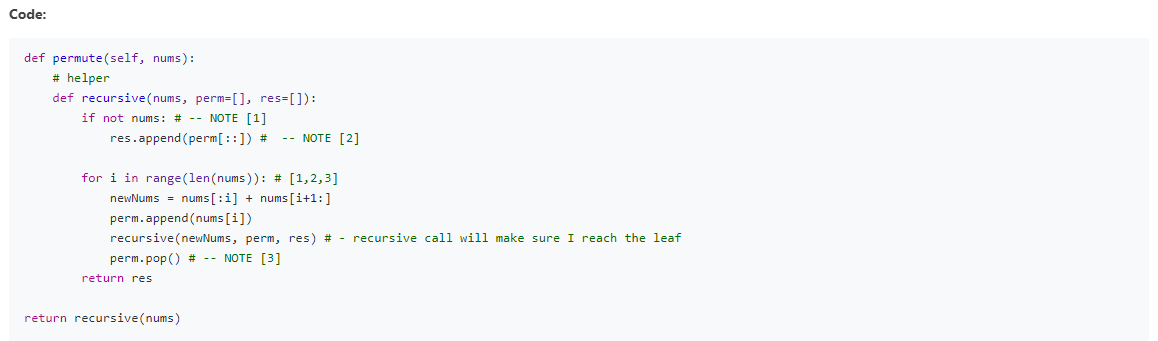 Code:
def permute(self, nums):
    # helper
    def recursive(nums, perm=[], res=[]):
        if not nums: # -- NOTE [1]
            res.append(perm[::]) #  -- NOTE [2]
        for i in range(len(nums)): # [1,2,3]
            newNums = nums[:i] + nums[i+1:]
            perm.append(nums[i])
            recursive(newNums, perm, res) # - recursive call will make sure I reach the leaf
            perm.pop() # -- NOTE [3]
        return res
return recursive(nums)